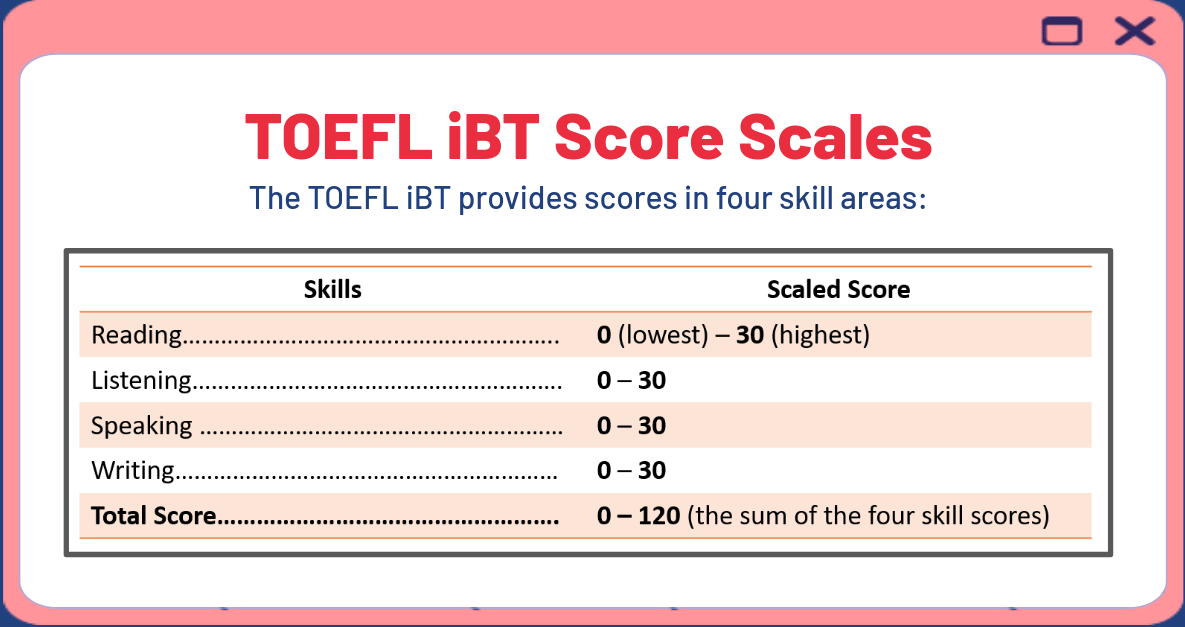 TOEFL iBT Score Scales
The TOEFL iBT provides scores in four skill areas:
Skills Scaled Score
Reading.......................................................... 0 (lowest) – 30 (highest)
Listening......................................................... 0 – 30
Speaking ........................................................ 0 – 30
Writing........................................................... 0 – 30
Total Score.................................................... 0 – 120 (the sum of the four skill scores)